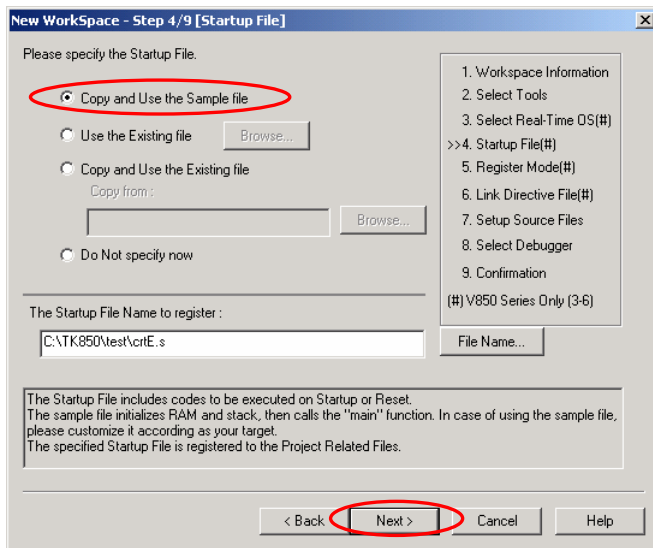 New WorkSpace - Step 4/9 [Startup File]
Please specify the Startup File.
Copy and Use the Sample file
Use the Existing file
Browse...
Copy and Use the Existing file
Copy from :
Browse...
Do Not specify now
1. Workspace Information
2. Select Tools
3. Select Real-Time OS(#)
>>4. Startup File(#)
5. Register Mode(#)
6. Link Directive File(#)
7. Setup Source Files
8. Select Debugger
9. Confirmation
(#) V850 Series Only (3-6)
The Startup File Name to register :
C:\TK850\test\crtE.s
File Name...
The Startup File includes codes to be executed on Startup or Reset.
The sample file initializes RAM and stack, then calls the "main" function. In case of using the sample file,
please customize it according as your target.
The specified Startup File is registered to the Project Related Files.
< Back
Next >
Cancel
Help